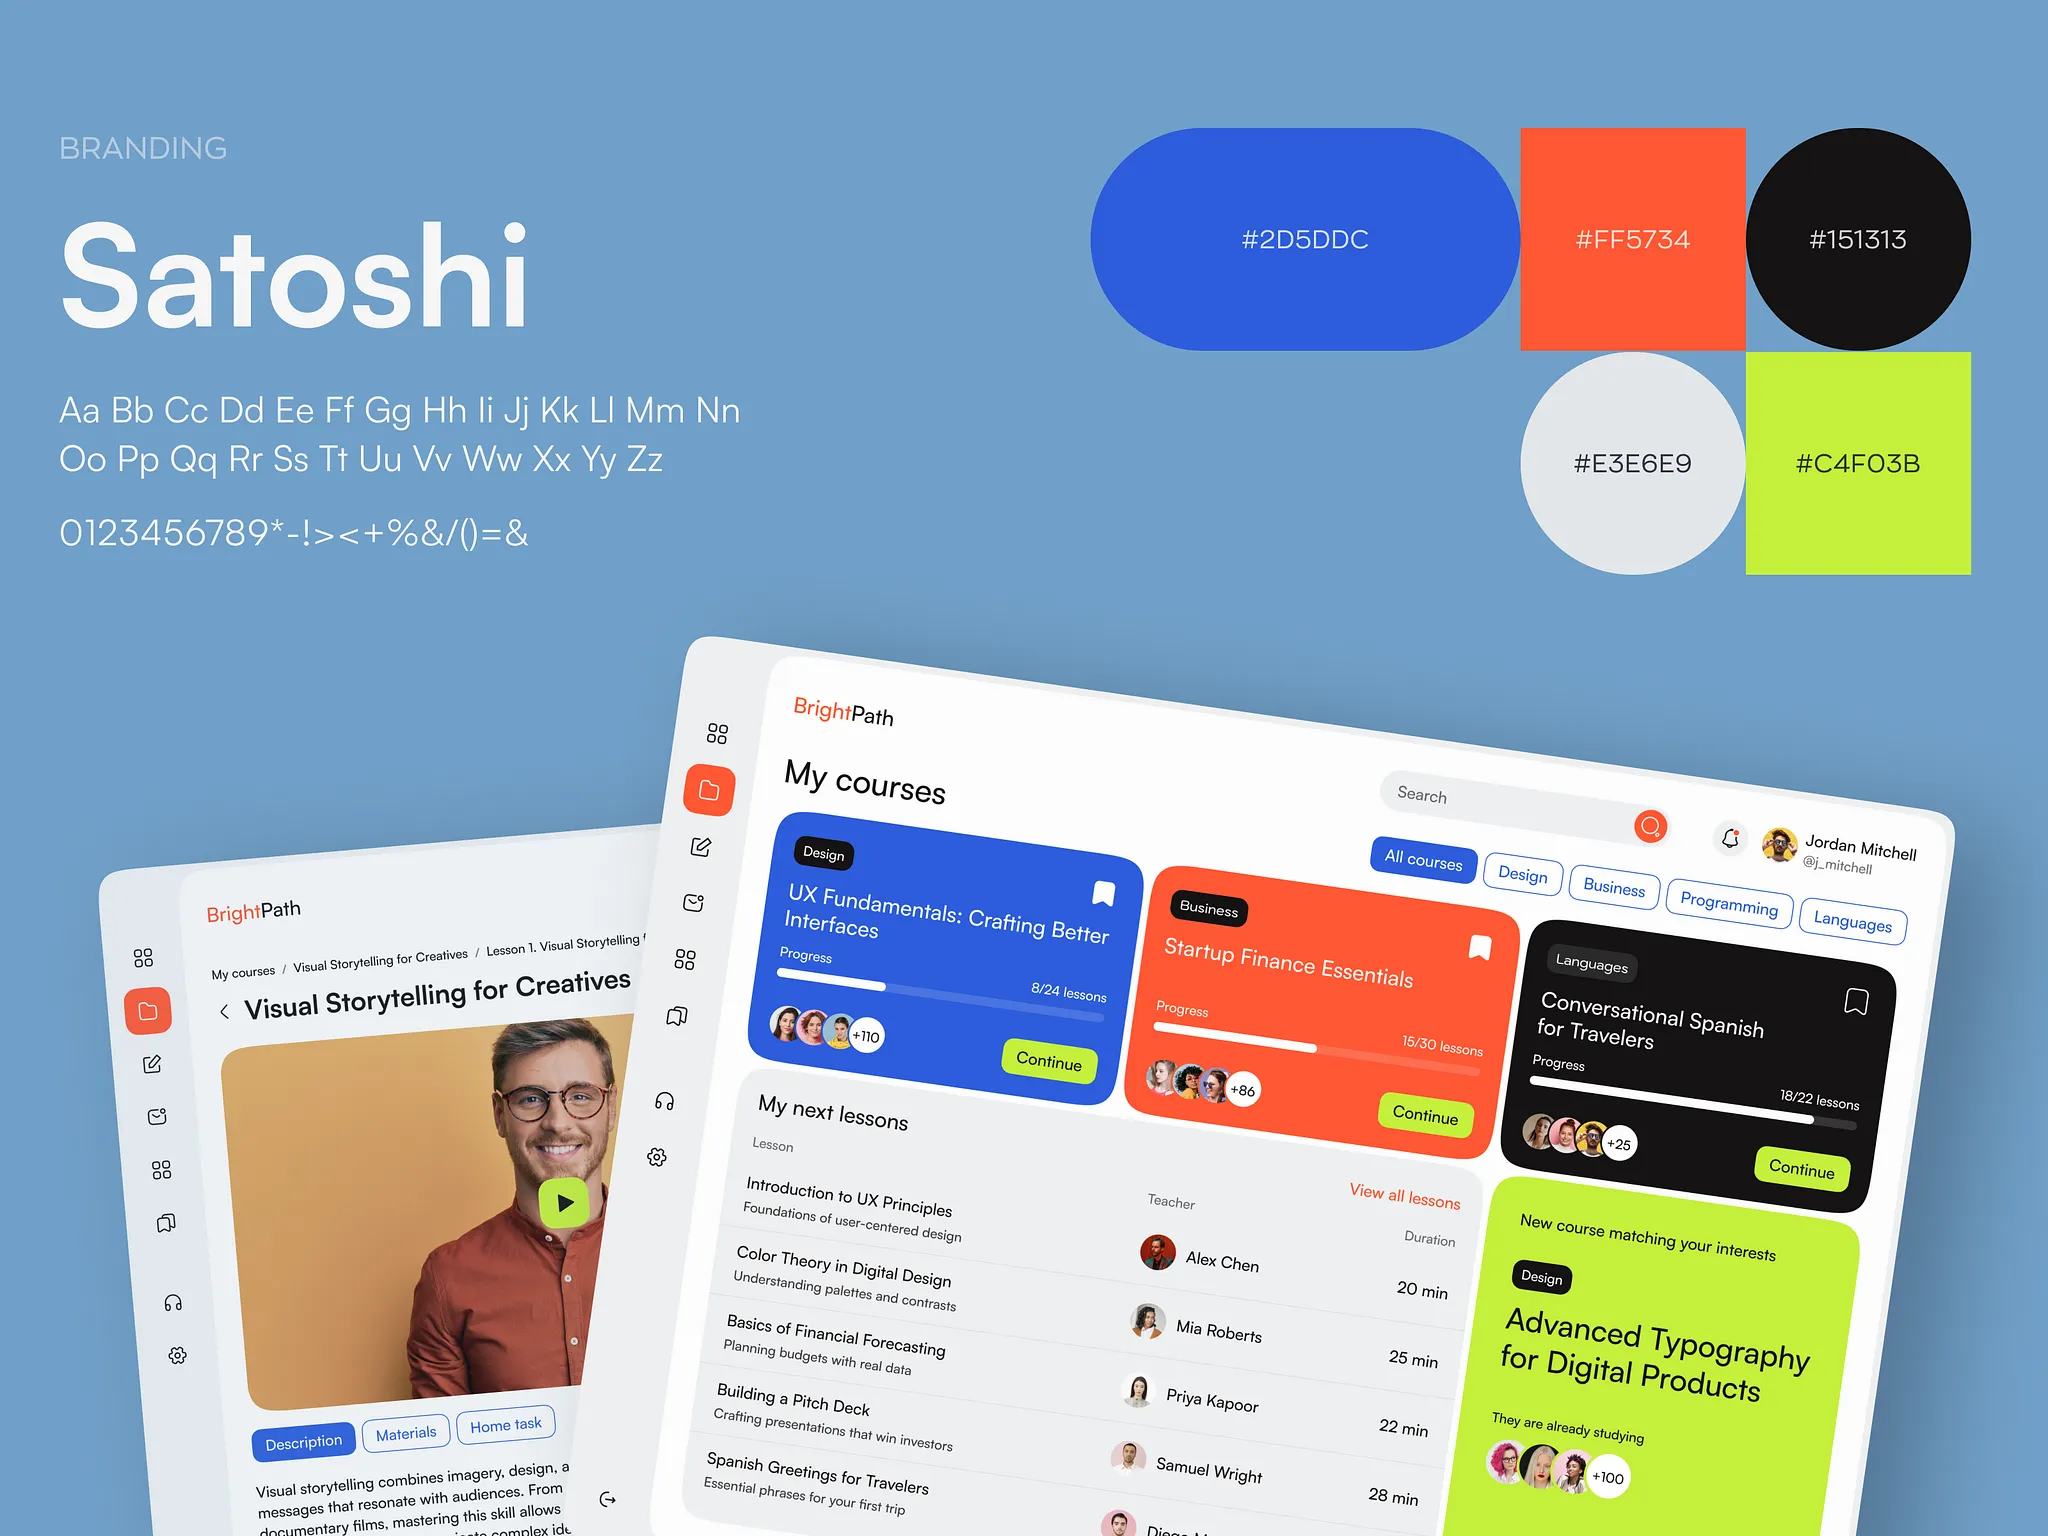 BRANDING
Satoshi
Aa Bb Cc Dd Ee Ff Gg Hh Ii Jj Kk Ll Mm Nn
Oo Pp Qq Rr Ss Tt Uu Vv Ww Xx Yy Zz
0123456789*-!><+%&/()=&
#2D5DDC
#FF5734
#151313
#E3E6E9
#C4F03B
BrightPath
My courses / Visual Storytelling for Creatives / Lesson 1. Visual Storytelling
Visual Storytelling for Creatives
Description
Materials
Home task
Visual storytelling combines imagery, design,
messages that resonate with audiences. From
documentary films, mastering this skill allows
complex
BrightPath
My courses
Search
Jordan Mitchell
@j_mitchell
All courses
Design
Business
Programming
Languages
Design
UX Fundamentals: Crafting Better
Interfaces
Progress
8/24 lessons
+110
Continue
Business
Startup Finance Essentials
Progress
15/30 lessons
+86
Continue
Languages
Conversational Spanish
for Travelers
Progress
18/22 lessons
+25
Continue
My next lessons
View all lessons
Lesson
Teacher
Duration
Introduction to UX Principles
Foundations of user-centered design
Alex Chen
20 min
Color Theory in Digital Design
Understanding palettes and contrasts
Mia Roberts
25 min
Basics of Financial Forecasting
Planning budgets with real data
Priya Kapoor
22 min
Building a Pitch Deck
Crafting presentations that win investors
Samuel Wright
28 min
Spanish Greetings for Travelers
Essential phrases for your first trip
New course matching your interests
Design
Advanced Typography
for Digital Products
They are already studying
+100